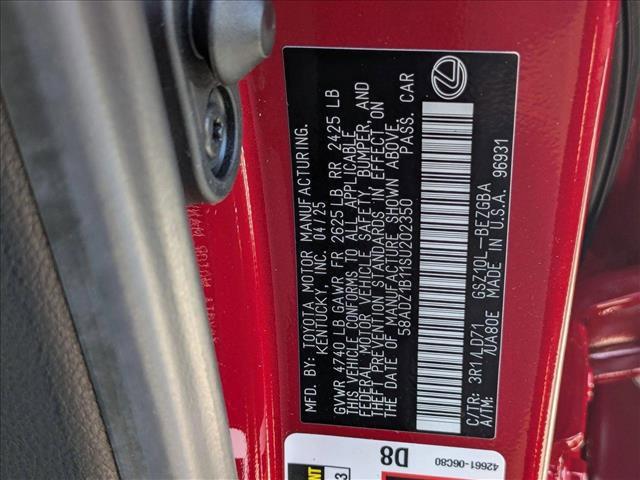 MFD. BY: TOYOTA MOTOR MANUFACTURING.
KENTUCKY, INC. 04/25
GVWR 4740 LB GAWR FR 2625 LB RR 2425 LB
THIS VEHICLE CONFORMS TO ALL APPLICABLE
FEDERAL MOTOR VEHICLE SAFETY, BUMPER, AND
THEFT PREVENTION STANDARDS IN EFFECT ON
THE DATE OF MANUFACTURE SHOWN ABOVE.
58ADZ1B11SU202350 PASS. CAR
C/TR: 3R1 / LD71 GSZ10L-BEZGBA
A/TM: /UA80E MADE IN U.S.A. 96931
42661-06C80
D8